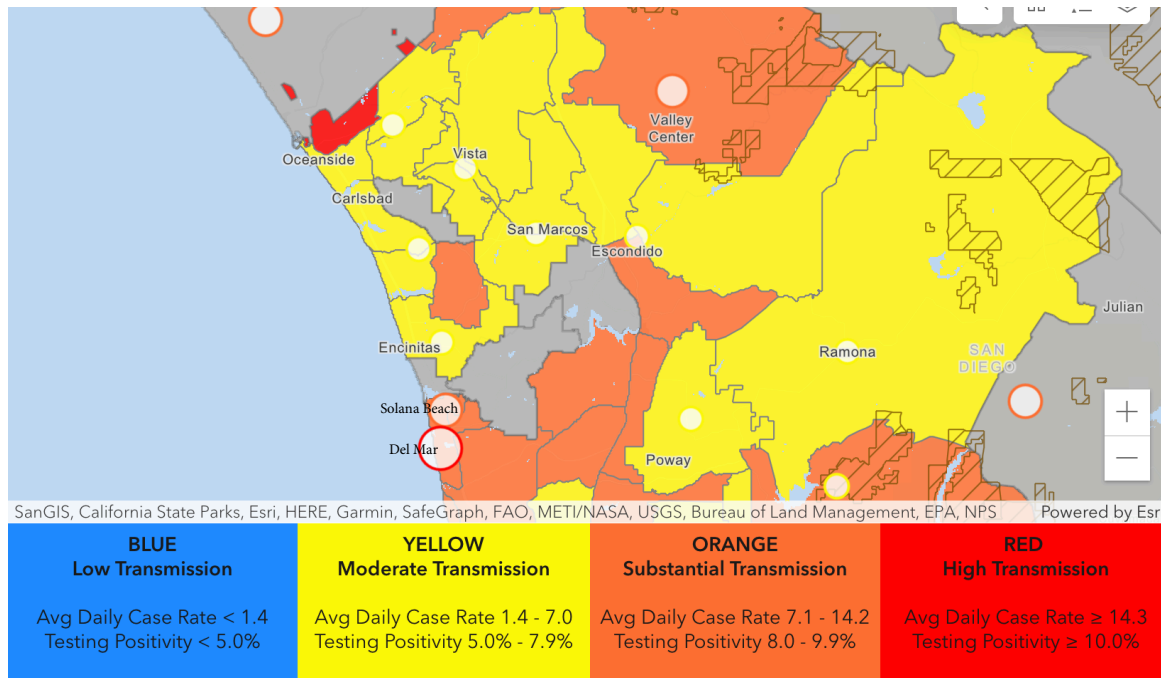 Valley
Center
Oceanside
Vista
Carlsbad
San Marcos
Escondido
Julian
Encinitas
Ramona
SAN
DIEGO
Solana Beach
Del Mar
Poway
+
−
SanGIS, California State Parks, Esri, HERE, Garmin, SafeGraph, FAO, METI/NASA, USGS, Bureau of Land Management, EPA, NPS
Powered by Esr
BLUE
Low Transmission
Avg Daily Case Rate < 1.4
Testing Positivity < 5.0%
YELLOW
Moderate Transmission
Avg Daily Case Rate 1.4 - 7.0
Testing Positivity 5.0% - 7.9%
ORANGE
Substantial Transmission
Avg Daily Case Rate 7.1 - 14.2
Testing Positivity 8.0 - 9.9%
RED
High Transmission
Avg Daily Case Rate ≥ 14.3
Testing Positivity ≥ 10.0%